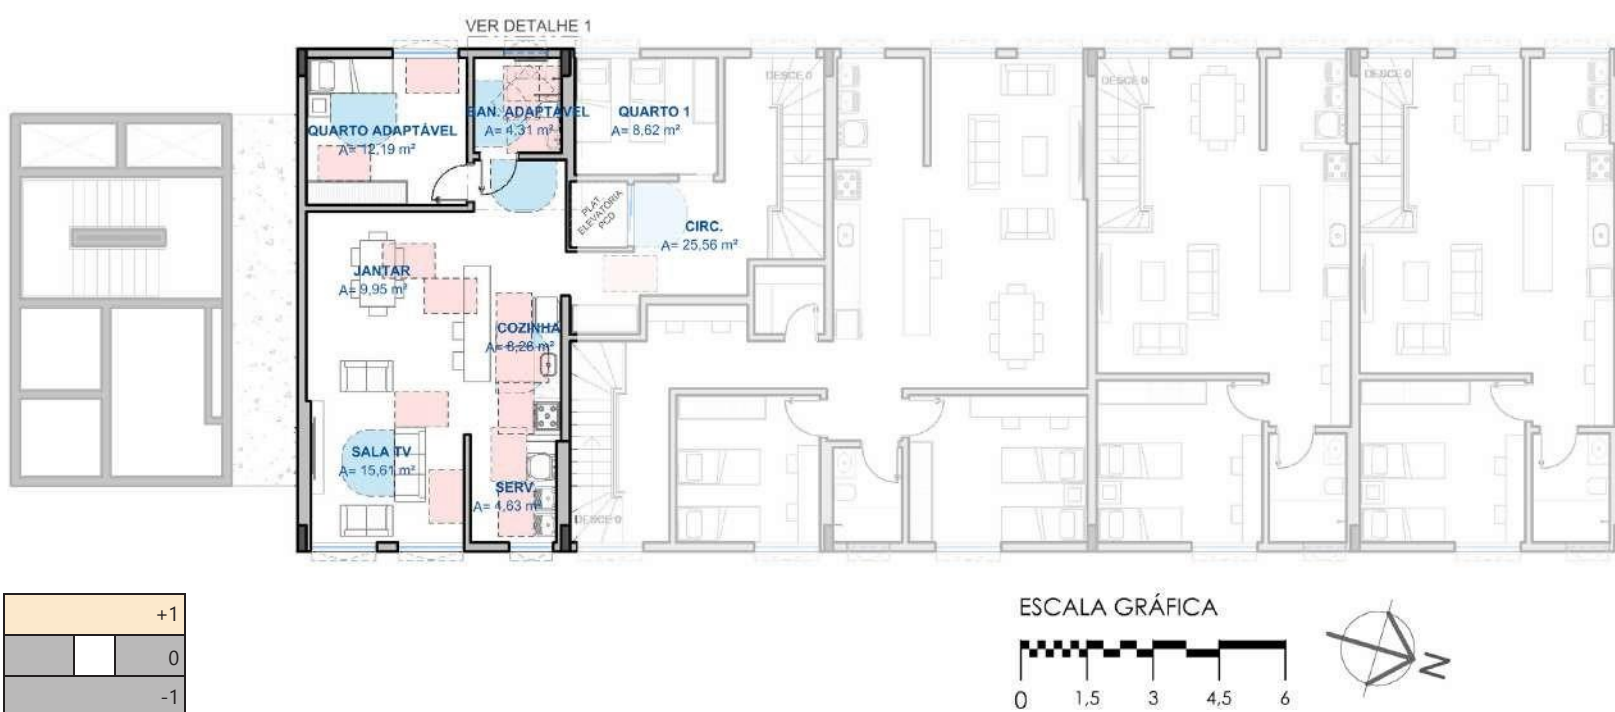 VER DETALHE 1
QUARTO ADAPTÁVEL
A= 12,19 m²
BAN. ADAPTÁVEL
A= 4,31 m²
QUARTO 1
A= 8,62 m²
DESCE 0
DESCE 0
DESCE 0
PLAT.
ELEVATÓRIA
PCD
CIRC.
A= 25,56 m²
JANTAR
A= 9,95 m²
COZINHA
A= 8,28 m²
SALA TV
A= 15,61 m²
SERV.
A= 4,63 m²
DESCE 0
+1
0
-1
ESCALA GRÁFICA
0 1,5 3 4,5 6
N